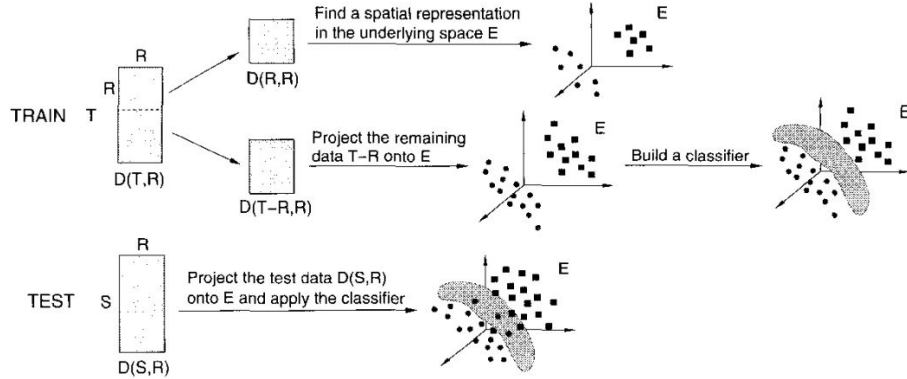 Find a spatial representation
in the underlying space E
E
R
R
D(R,R)
TRAIN
T
D(T,R)
Project the remaining
data T−R onto E
E
Build a classifier
E
D(T−R,R)
R
TEST
S
Project the test data D(S,R)
onto E and apply the classifier
E
D(S,R)